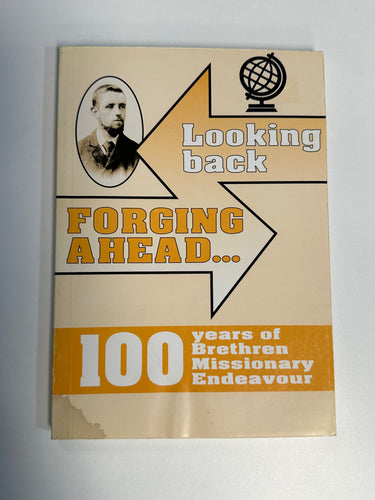 Looking
back
FORGING
AHEAD...
100 years of
Brethren
Missionary
Endeavour